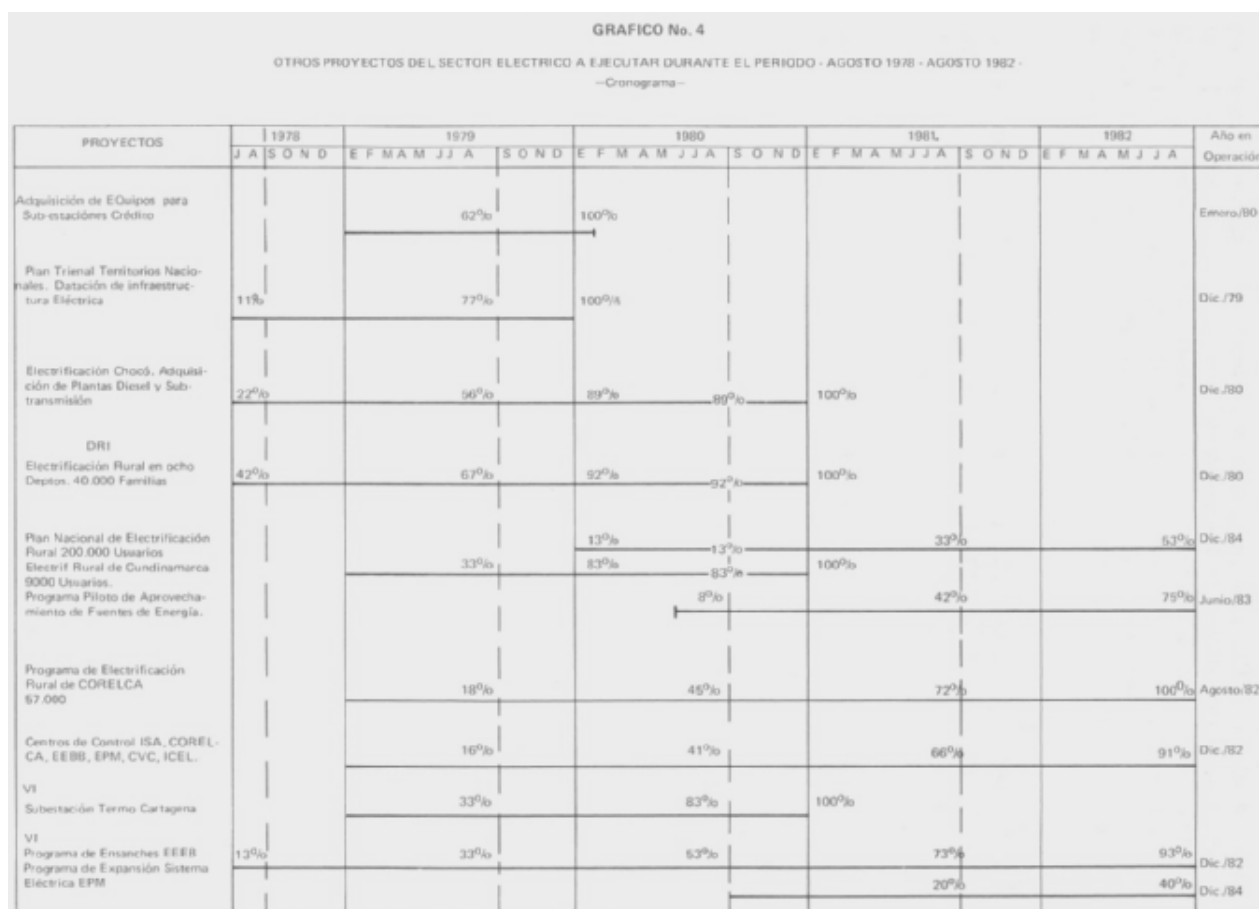 GRAFICO No. 4
OTROS PROYECTOS DEL SECTOR ELECTRICO A EJECUTAR DURANTE EL PERIODO - AGOSTO 1978 - AGOSTO 1982 -
—Cronograma—
PROYECTOS 1978 1979 1980 1981. 1982 Año en
J A S O N D E F M A M J J A S O N D E F M A M J J A S O N D E F M A M J J A S O N D E F M A M J J A Operación
Adquisición de EQuipos para
Sub-estaciónes Crédito 62% 100% Enero/80
Plan Trienal Territorios Nacio-
nales. Datación de infraestruc-
tura Eléctrica 11% 77% 100% Dic./79
Electrificación Chocó. Adquisi-
ción de Plantas Diesel y Sub-
transmisión 22% 56% 89% 89% 100% Dic./80
DRI
Electrificación Rural en ocho
Deptos. 40.000 Familias 42% 67% 92% 92% 100% Dic./80
Plan Nacional de Electrificación 13% 33% 53% Dic./84
Rural 200.000 Usuarios 13%
Electrif Rural de Cundinamarca 33% 83% 83% 100%
9000 Usuarios.
Programa Piloto de Aprovecha- 8% 42% 75% Junio/83
miento de Fuentes de Energía.
Programa de Electrificación
Rural de CORELCA 18% 45% 72% 100% Agosto/82
67.000
Centros de Control ISA, COREL-
CA, EEBB, EPM, CVC, ICEL. 16% 41% 66% 91% Dic./82
VI
Subestación Termo Cartagena 33% 83% 100%
VI
Programa de Ensanches EEEB 13% 33% 53% 73% 93% Dic./82
Programa de Expansión Sistema
Eléctrica EPM 20% 40% Dic./84